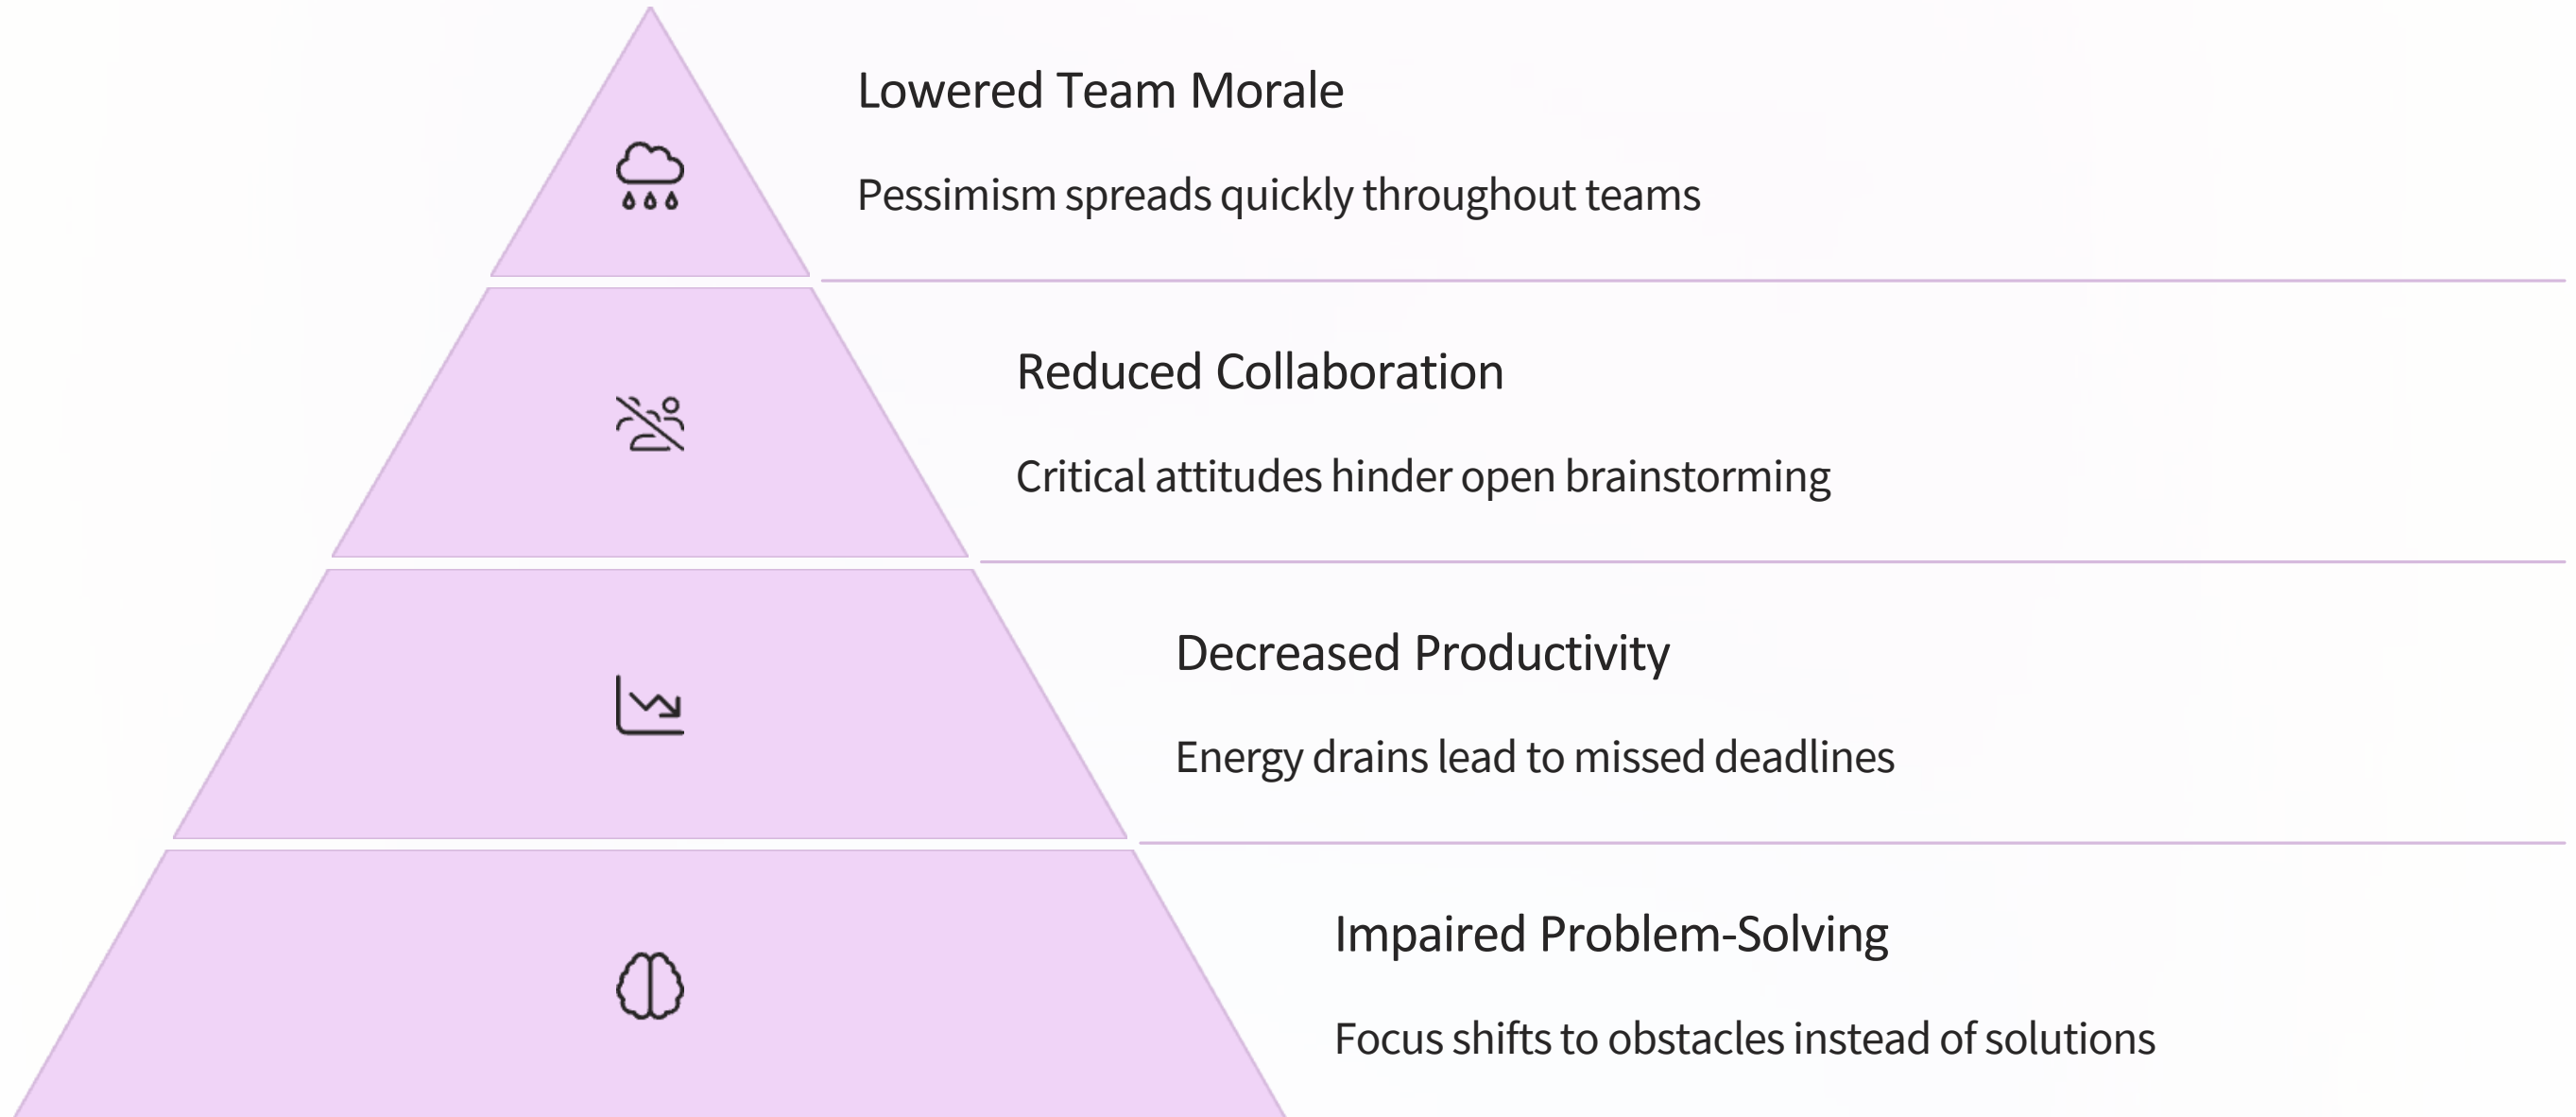 Lowered Team Morale
Pessimism spreads quickly throughout teams
Reduced Collaboration
Critical attitudes hinder open brainstorming
Decreased Productivity
Energy drains lead to missed deadlines
Impaired Problem-Solving
Focus shifts to obstacles instead of solutions